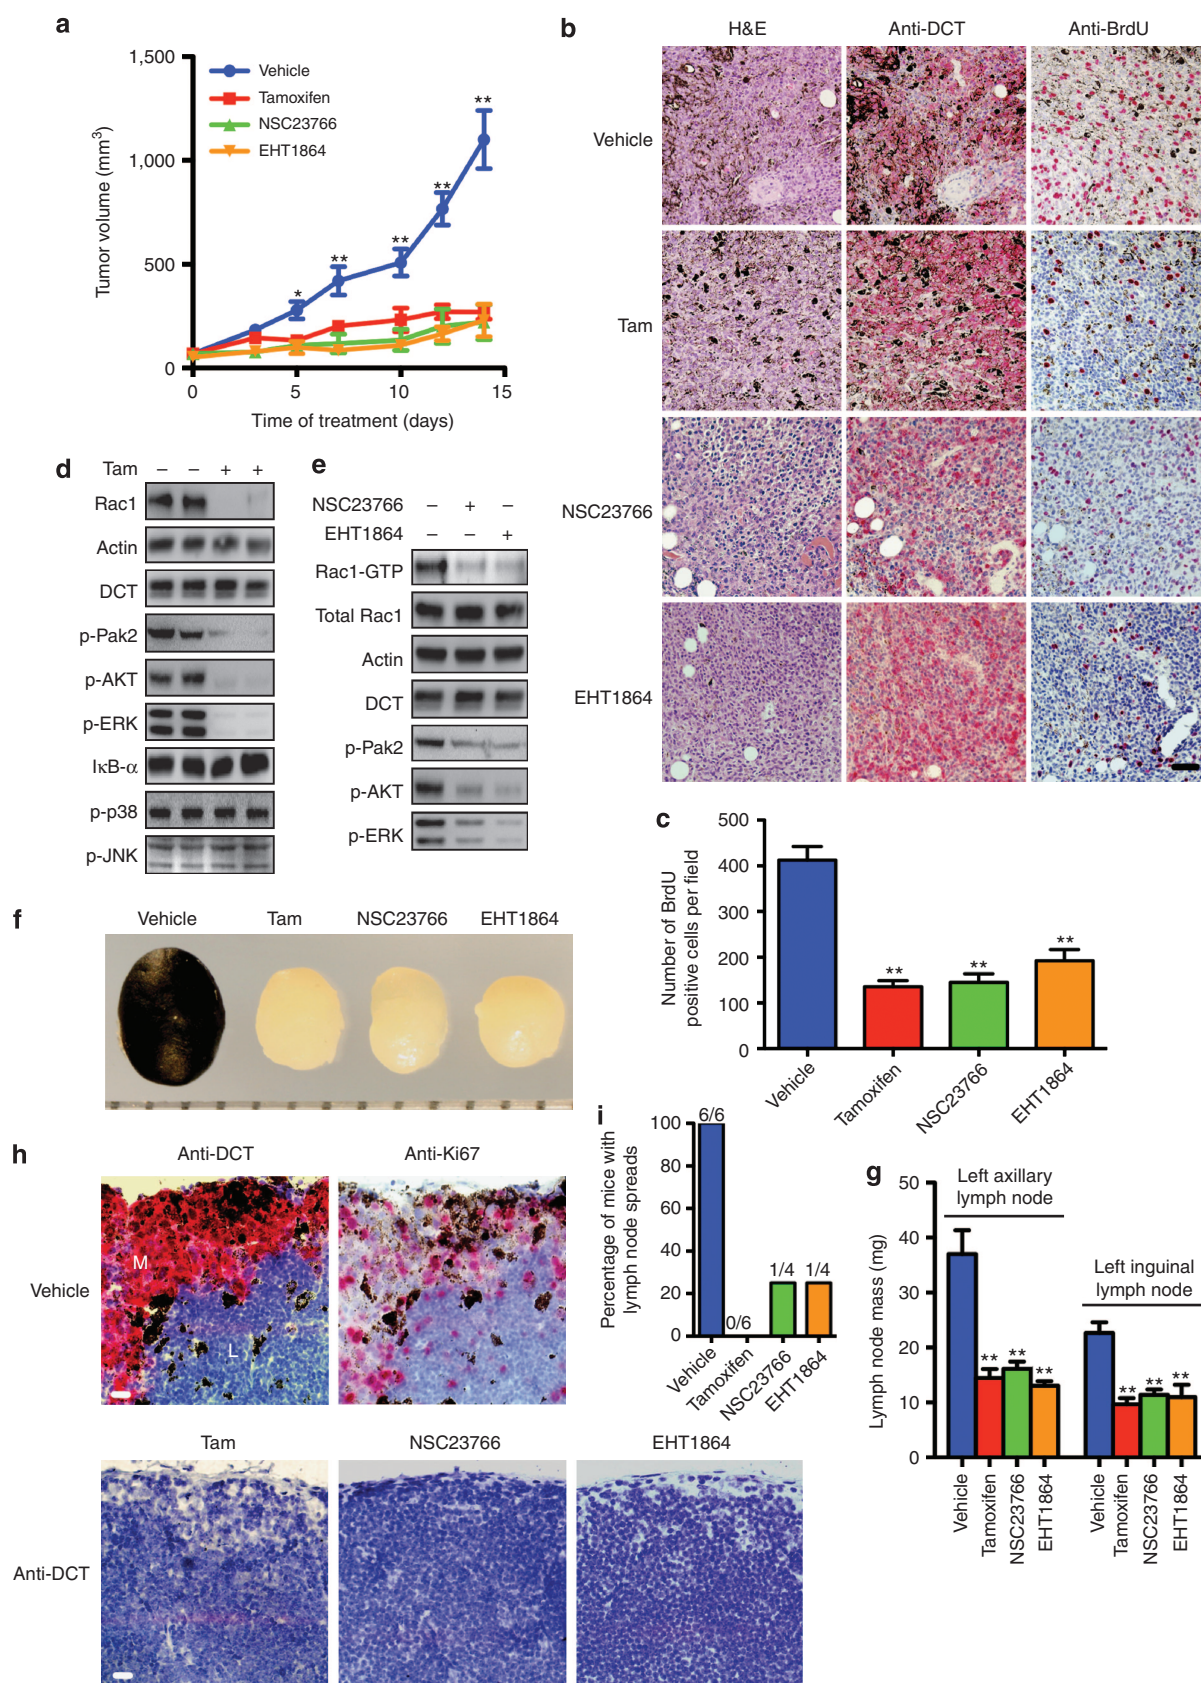 a
1,500
1,000
500
0
Tumor volume (mm³)
Vehicle
Tamoxifen
NSC23766
EHT1864
*
**
**
**
**
0 5 10 15
Time of treatment (days)
b
H&E Anti-DCT Anti-BrdU
Vehicle
Tam
NSC23766
EHT1864
d
Tam – – + +
Rac1
Actin
DCT
p-Pak2
p-AKT
p-ERK
IκB-α
p-p38
p-JNK
e
NSC23766 – + –
EHT1864 – – +
Rac1-GTP
Total Rac1
Actin
DCT
p-Pak2
p-AKT
p-ERK
c
500
400
300
200
100
0
Number of BrdU
positive cells per field
**
**
**
Vehicle
Tamoxifen
NSC23766
EHT1864
f
Vehicle Tam NSC23766 EHT1864
h
Anti-DCT Anti-Ki67
Vehicle
M
L
Tam NSC23766 EHT1864
Anti-DCT
i
100
80
60
40
20
0
Percentage of mice with
lymph node spreads
6/6
0/6
1/4
1/4
Vehicle
Tamoxifen
NSC23766
EHT1864
g
50
40
30
20
10
0
Lymph node mass (mg)
Left axillary
lymph node
Left inguinal
lymph node
** ** **
** ** **
Vehicle
Tamoxifen
NSC23766
EHT1864
Vehicle
Tamoxifen
NSC23766
EHT1864